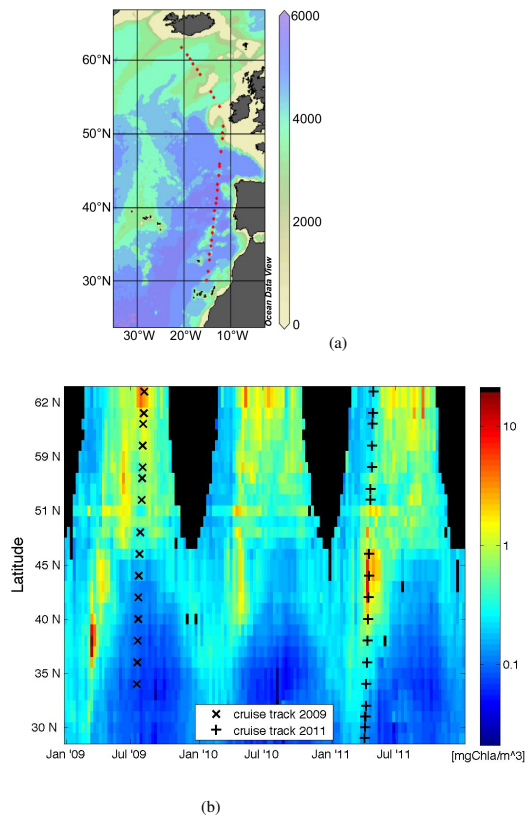 60°N
50°N
40°N
30°N
30°W 20°W 10°W
6000
4000
2000
0
Ocean Data View
(a)
Latitude
62 N
59 N
51 N
45 N
40 N
35 N
30 N
Jan '09 Jul '09 Jan '10 Jul '10 Jan '11 Jul '11
× cruise track 2009
+ cruise track 2011
10
1
0.1
[mgChla/m^3]
(b)